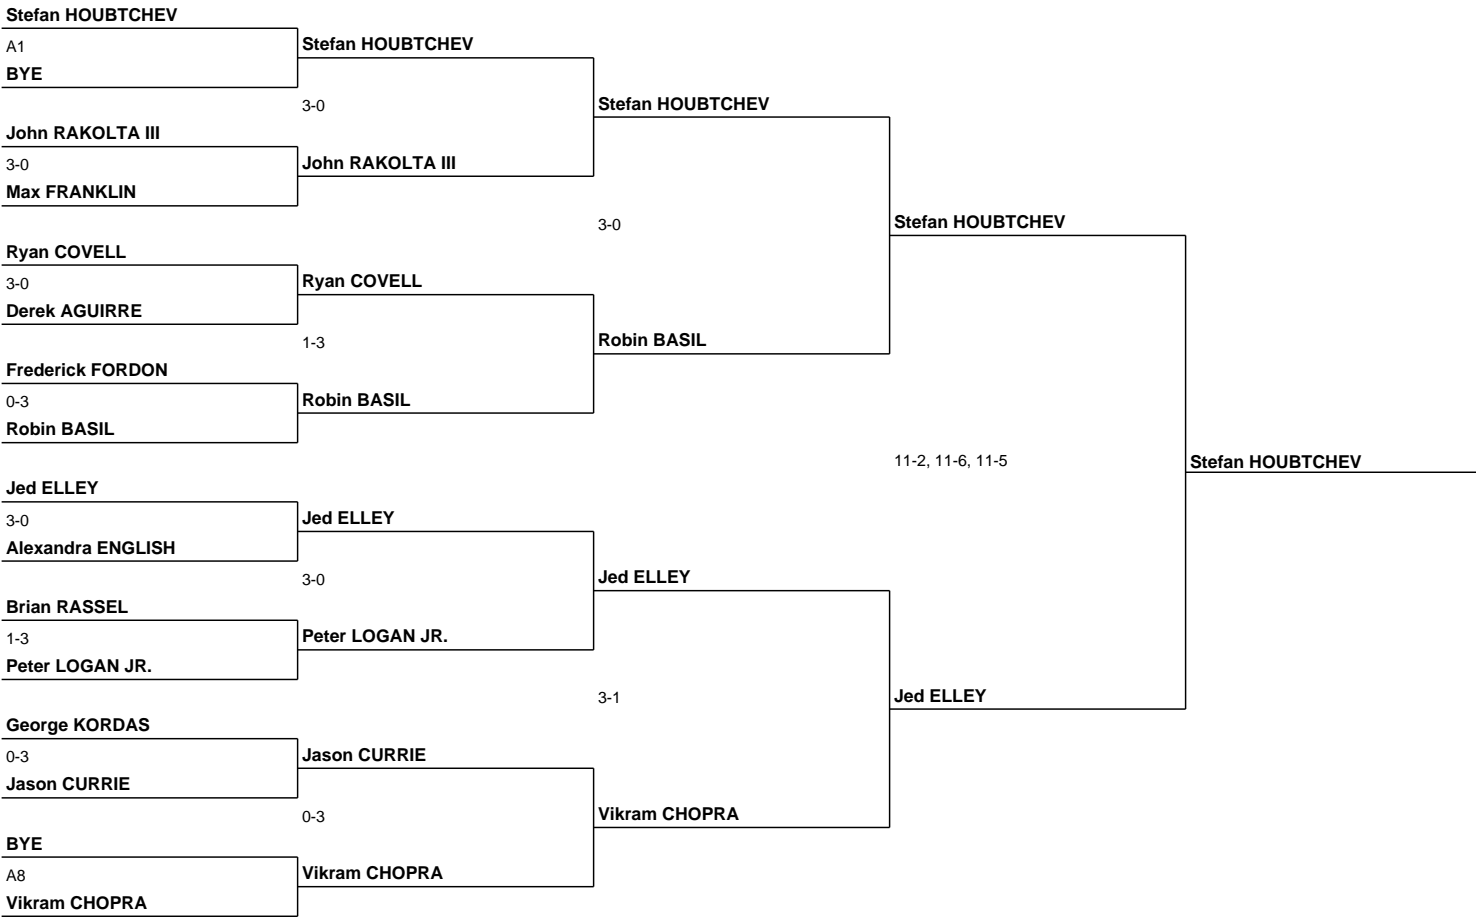 Stefan HOUBTCHEV
A1
BYE
John RAKOLTA III
3-0
Max FRANKLIN
Ryan COVELL
3-0
Derek AGUIRRE
Frederick FORDON
0-3
Robin BASIL
Jed ELLEY
3-0
Alexandra ENGLISH
Brian RASSEL
1-3
Peter LOGAN JR.
George KORDAS
0-3
Jason CURRIE
BYE
A8
Vikram CHOPRA
Stefan HOUBTCHEV
3-0
John RAKOLTA III
Ryan COVELL
1-3
Robin BASIL
Jed ELLEY
3-0
Peter LOGAN JR.
Jason CURRIE
0-3
Vikram CHOPRA
Stefan HOUBTCHEV
3-0
Robin BASIL
Jed ELLEY
3-1
Vikram CHOPRA
Stefan HOUBTCHEV
11-2, 11-6, 11-5
Jed ELLEY
Stefan HOUBTCHEV